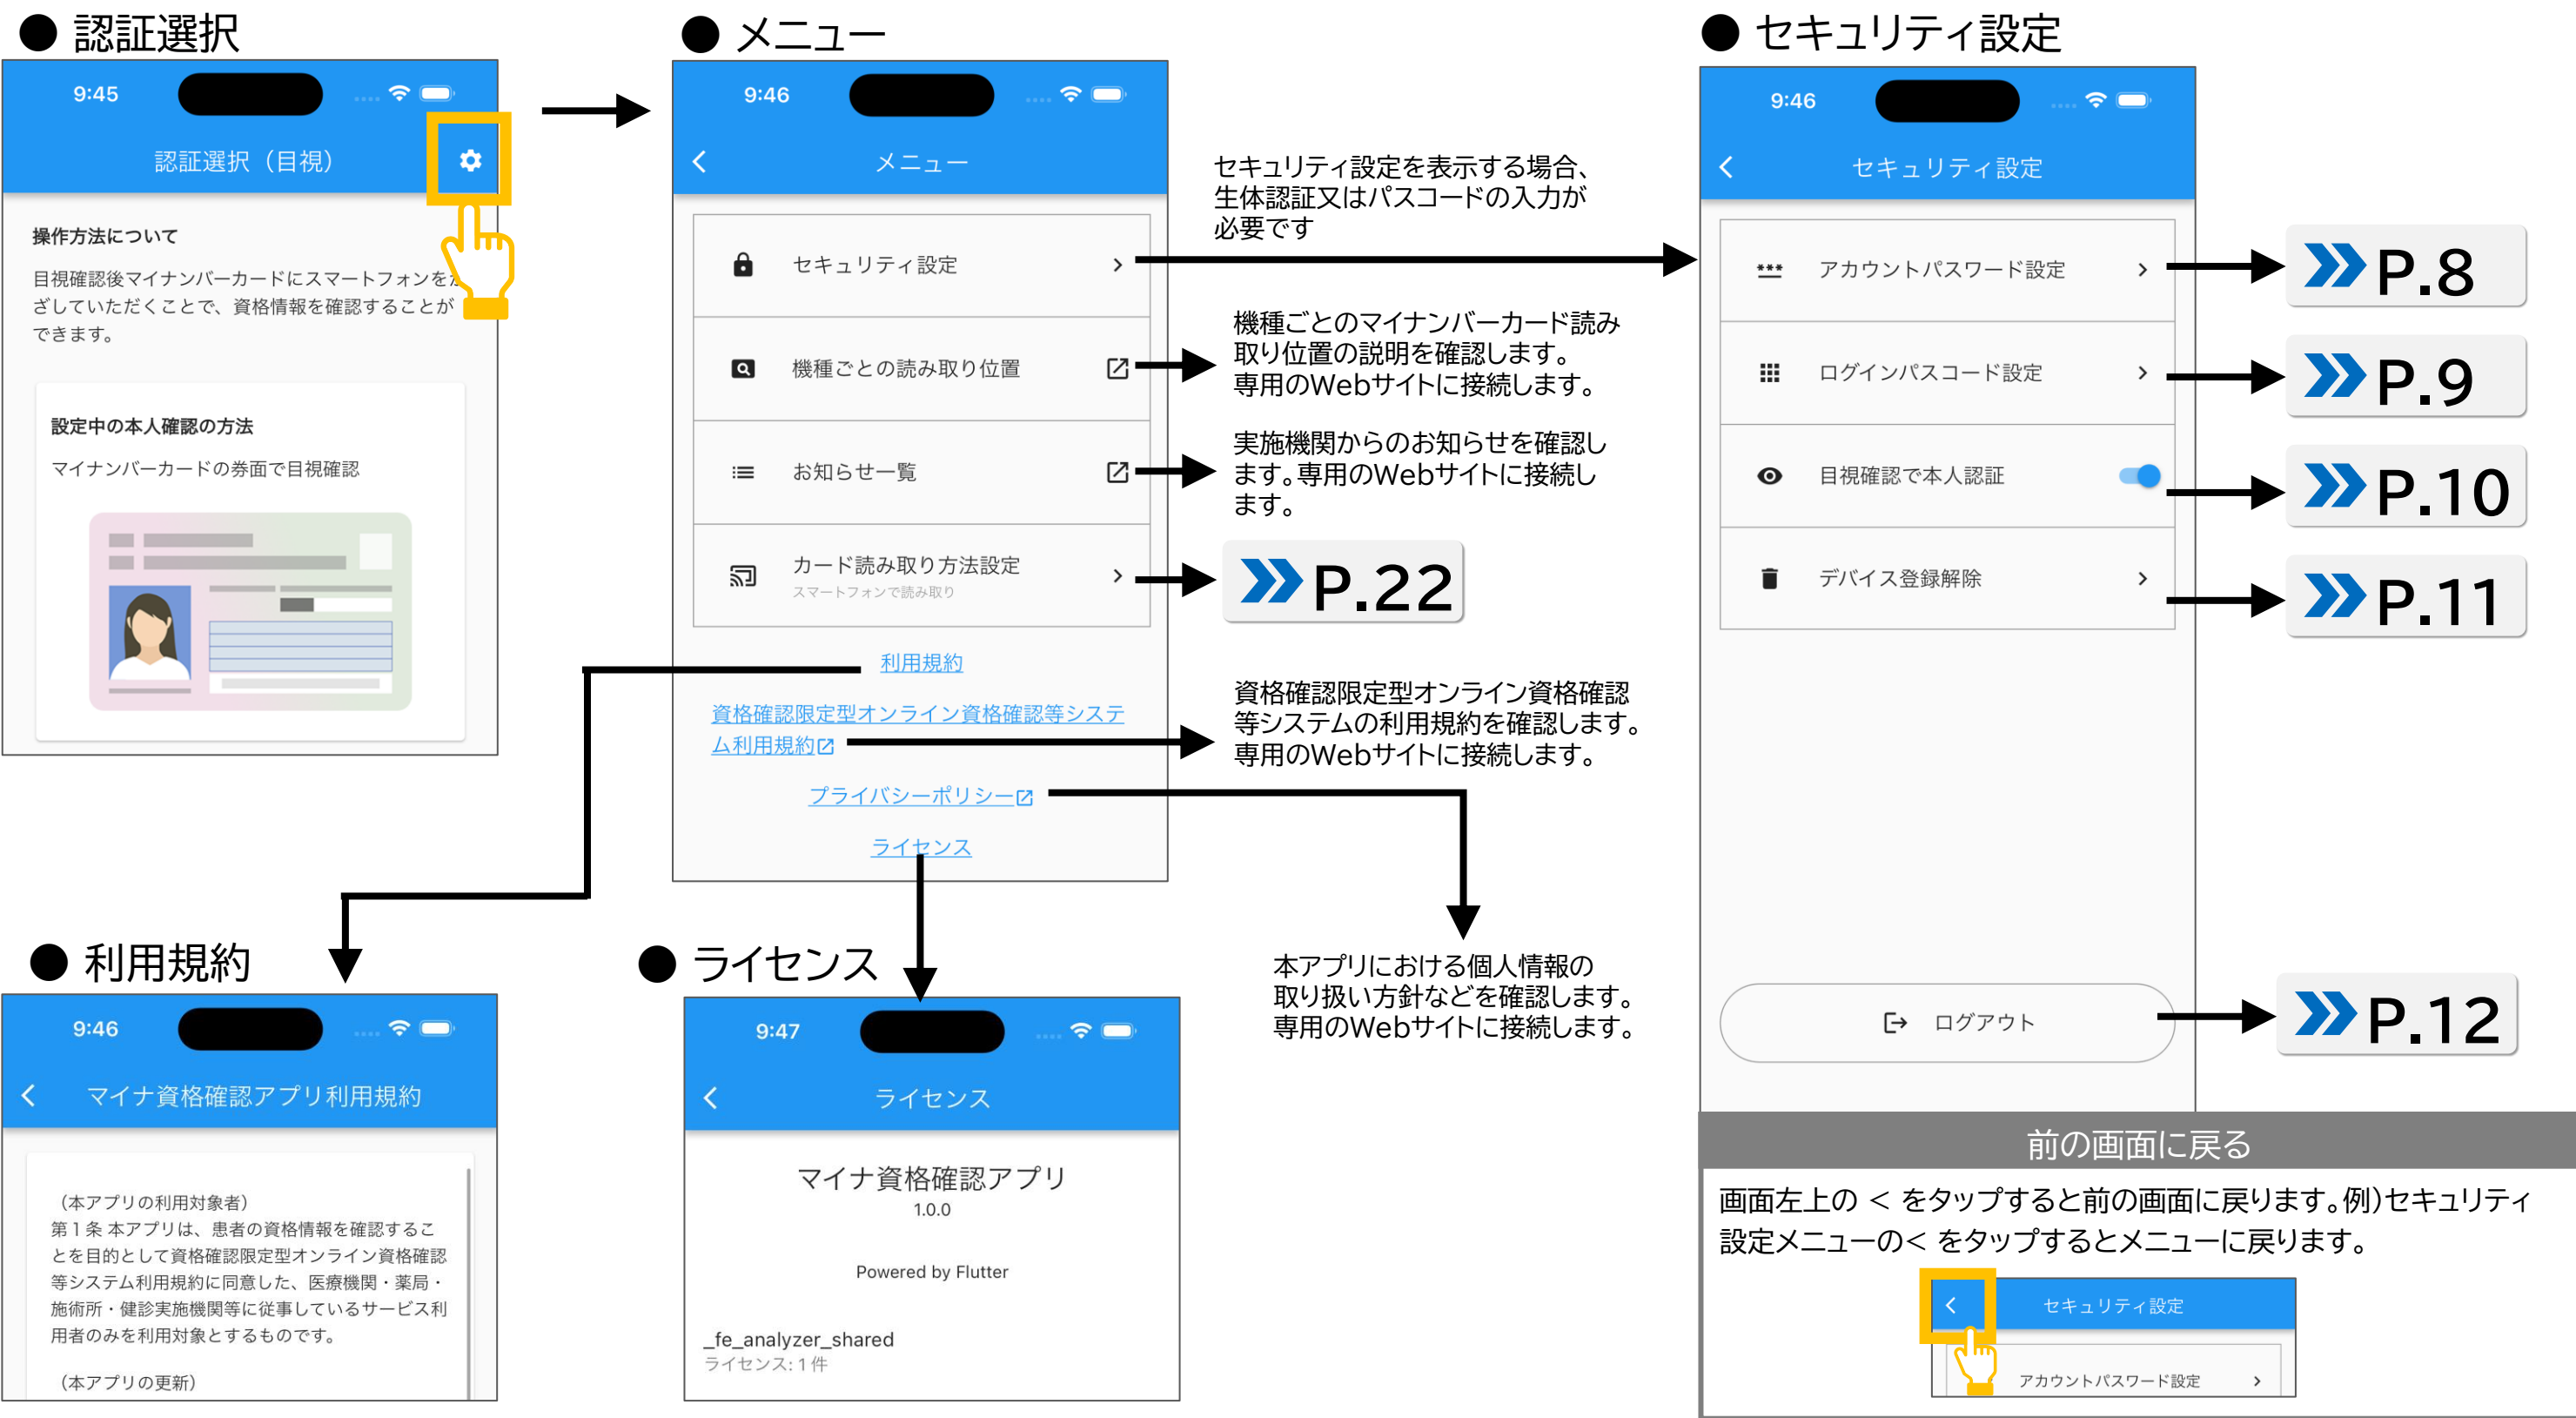 ● 認証選択
9:45
認証選択（目視）
操作方法について
目視確認後マイナンバーカードにスマートフォンをか
ざしていただくことで、資格情報を確認することが
できます。
設定中の本人確認の方法
マイナンバーカードの券面で目視確認
● メニュー
9:46
メニュー
セキュリティ設定
機種ごとの読み取り位置
お知らせ一覧
カード読み取り方法設定
スマートフォンで読み取り
利用規約
資格確認限定型オンライン資格確認等システ
ム利用規約
プライバシーポリシー
ライセンス
セキュリティ設定を表示する場合、
生体認証又はパスコードの入力が
必要です
機種ごとのマイナンバーカード読み
取り位置の説明を確認します。
専用のWebサイトに接続します。
実施機関からのお知らせを確認し
ます。専用のWebサイトに接続し
ます。
P.22
資格確認限定型オンライン資格確認
等システムの利用規約を確認します。
専用のWebサイトに接続します。
本アプリにおける個人情報の
取り扱い方針などを確認します。
専用のWebサイトに接続します。
● セキュリティ設定
9:46
セキュリティ設定
アカウントパスワード設定
P.8
ログインパスコード設定
P.9
目視確認で本人認証
P.10
デバイス登録解除
P.11
ログアウト
P.12
● 利用規約
9:46
マイナ資格確認アプリ利用規約
（本アプリの利用対象者）
第１条 本アプリは、患者の資格情報を確認するこ
とを目的として資格確認限定型オンライン資格確認
等システム利用規約に同意した、医療機関・薬局・
施術所・健診実施機関等に従事しているサービス利
用者のみを利用対象とするものです。
（本アプリの更新）
● ライセンス
9:47
ライセンス
マイナ資格確認アプリ
1.0.0
Powered by Flutter
_fe_analyzer_shared
ライセンス: 1 件
前の画面に戻る
画面左上の < をタップすると前の画面に戻ります。例）セキュリティ
設定メニューの< をタップするとメニューに戻ります。
セキュリティ設定
アカウントパスワード設定